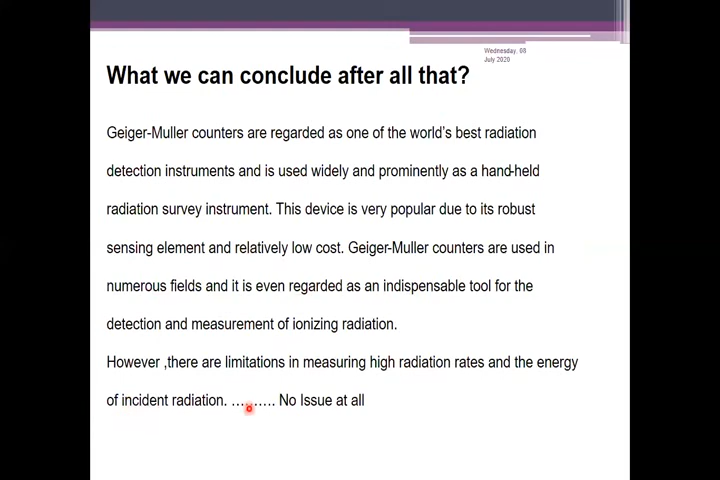 Wednesday, 08
July 2020
What we can conclude after all that?
Geiger-Muller counters are regarded as one of the world's best radiation
detection instruments and is used widely and prominently as a hand-held
radiation survey instrument. This device is very popular due to its robust
sensing element and relatively low cost. Geiger-Muller counters are used in
numerous fields and it is even regarded as an indispensable tool for the
detection and measurement of ionizing radiation.
However ,there are limitations in measuring high radiation rates and the energy
of incident radiation. ………. No Issue at all